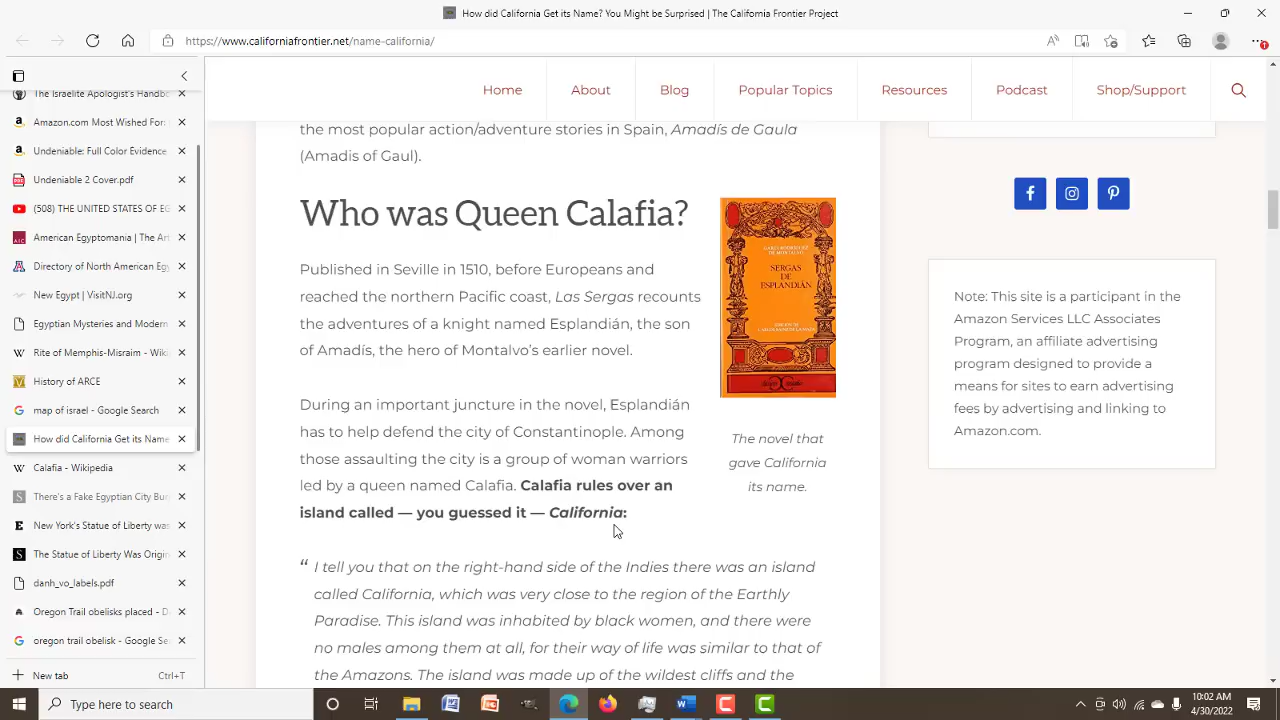 How did California Get its Name? You Might be Surprised | The California Frontier Project
https://www.californiafrontier.net/name-california/
The Israelite Apologist's Handb
Amazon.com Most Wished For:
Undeniable: Full Color Evidence
Undeniable 2 Cover.pdf
(508) THE UNITED STATES OF EG
American Egyptomania | The Art
Directory of North American Egy
New Egypt | VisitNJ.org
Egyptian Mysteries and Modern
Rite of Memphis-Misraim - Wiki
History of ARCE
map of israel - Google Search
How did California Get its Name
Calafia - Wikipedia
There's a Fake Egyptian City Bu
New York's Statue of Liberty was
The Statue of Liberty Was Origin
danh_vo_labels.pdf
Oregon Trail obelisks placed - D
oregon trail obelisk - Google Se
New tab Ctrl+T
Home About Blog Popular Topics Resources Podcast Shop/Support
the most popular action/adventure stories in Spain, Amadís de Gaula
(Amadis of Gaul).
Who was Queen Calafia?
Published in Seville in 1510, before Europeans and
reached the northern Pacific coast, Las Sergas recounts
the adventures of a knight named Esplandián, the son
of Amadís, the hero of Montalvo's earlier novel.
During an important juncture in the novel, Esplandián
has to help defend the city of Constantinople. Among
those assaulting the city is a group of woman warriors
led by a queen named Calafia. Calafia rules over an
island called — you guessed it — California:
“ I tell you that on the right-hand side of the Indies there was an island
called California, which was very close to the region of the Earthly
Paradise. This island was inhabited by black women, and there were
no males among them at all, for their way of life was similar to that of
the Amazons. The island was made up of the wildest cliffs and the
SERGAS
DE
ESPLANDIÁN
The novel that
gave California
its name.
Note: This site is a participant in the
Amazon Services LLC Associates
Program, an affiliate advertising
program designed to provide a
means for sites to earn advertising
fees by advertising and linking to
Amazon.com.
Type here to search
10:02 AM
4/30/2022